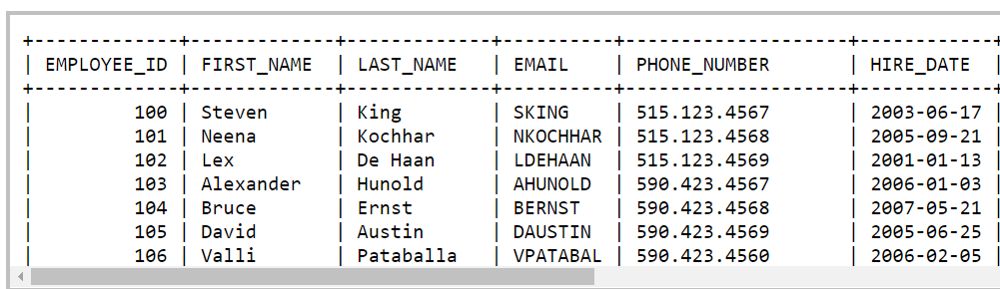 +-------------+-------------+-------------+----------+--------------------+------------+
| EMPLOYEE_ID | FIRST_NAME  | LAST_NAME   | EMAIL    | PHONE_NUMBER       | HIRE_DATE  |
+-------------+-------------+-------------+----------+--------------------+------------+
|         100 | Steven      | King        | SKING    | 515.123.4567       | 2003-06-17 |
|         101 | Neena       | Kochhar     | NKOCHHAR | 515.123.4568       | 2005-09-21 |
|         102 | Lex         | De Haan     | LDEHAAN  | 515.123.4569       | 2001-01-13 |
|         103 | Alexander   | Hunold      | AHUNOLD  | 590.423.4567       | 2006-01-03 |
|         104 | Bruce       | Ernst       | BERNST   | 590.423.4568       | 2007-05-21 |
|         105 | David       | Austin      | DAUSTIN  | 590.423.4569       | 2005-06-25 |
|         106 | Valli       | Pataballa   | VPATABAL | 590.423.4560       | 2006-02-05 |